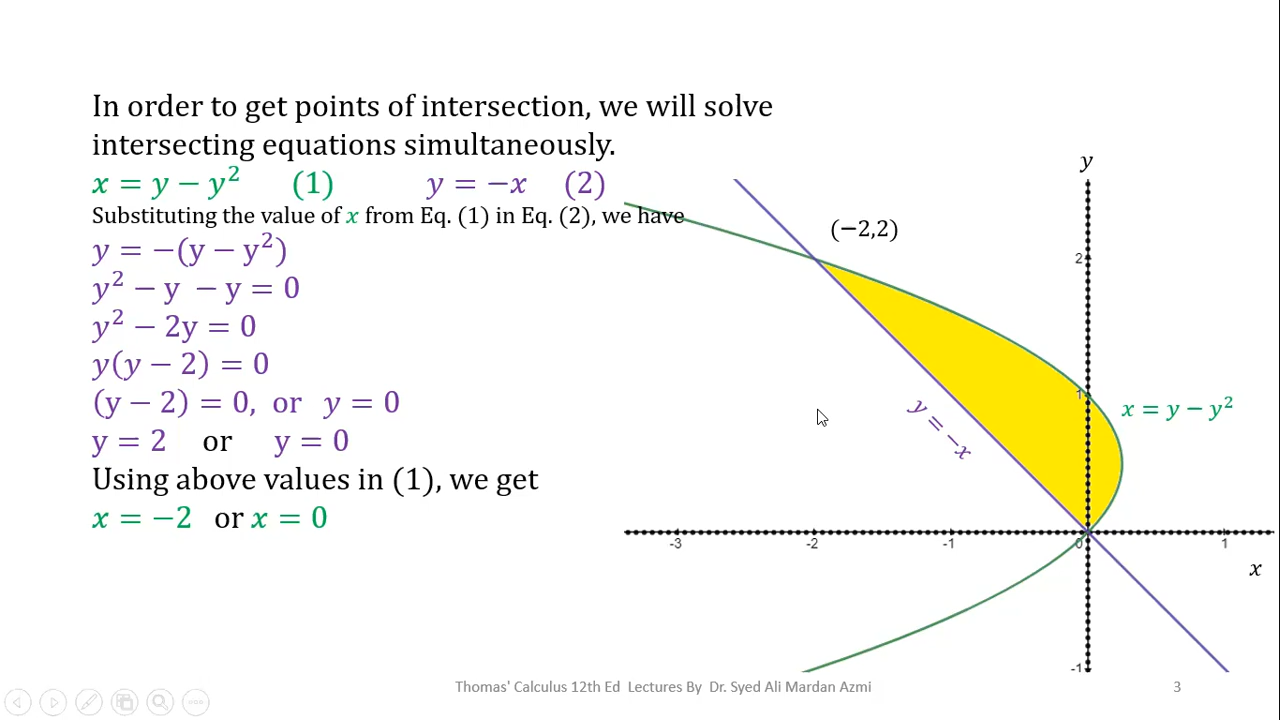 In order to get points of intersection, we will solve
intersecting equations simultaneously.
x = y − y² (1) y = −x (2)
Substituting the value of x from Eq. (1) in Eq. (2), we have
y = −(y − y²)
y² − y − y = 0
y² − 2y = 0
y(y − 2) = 0
(y − 2) = 0, or y = 0
y = 2 or y = 0
Using above values in (1), we get
x = −2 or x = 0
y
(−2,2)
2
1
x = y − y²
y = −x
-3 -2 -1 0 1
x
-1
Thomas' Calculus 12th Ed Lectures By Dr. Syed Ali Mardan Azmi 3